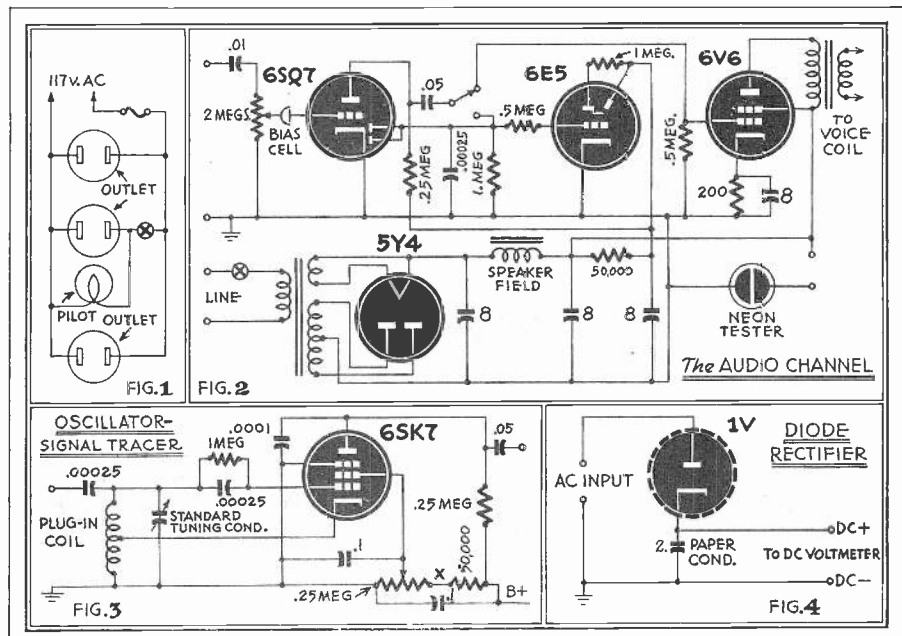 117 v. AC
OUTLET
OUTLET
PILOT
OUTLET
FIG.1
.01
6SQ7
2 MEGS.
BIAS
CELL
.05
.25 MEG
.00025
1 MEG.
.5 MEG
6E5
1 MEG.
6V6
.5 MEG.
200
8
TO
VOICE
COIL
LINE
5Y4
8
SPEAKER
FIELD
8
50,000
8
NEON
TESTER
FIG.2
The AUDIO CHANNEL
OSCILLATOR-
SIGNAL TRACER
.00025
PLUG-IN
COIL
STANDARD
TUNING COND.
1 MEG
.00025
.0001
6SK7
.1
.05
.25 MEG
.25 MEG
X
50,000
.1
B+
FIG.3
1V
DIODE
RECTIFIER
AC INPUT
2.
PAPER
COND.
DC+
TO DC VOLTMETER
DC-
FIG.4